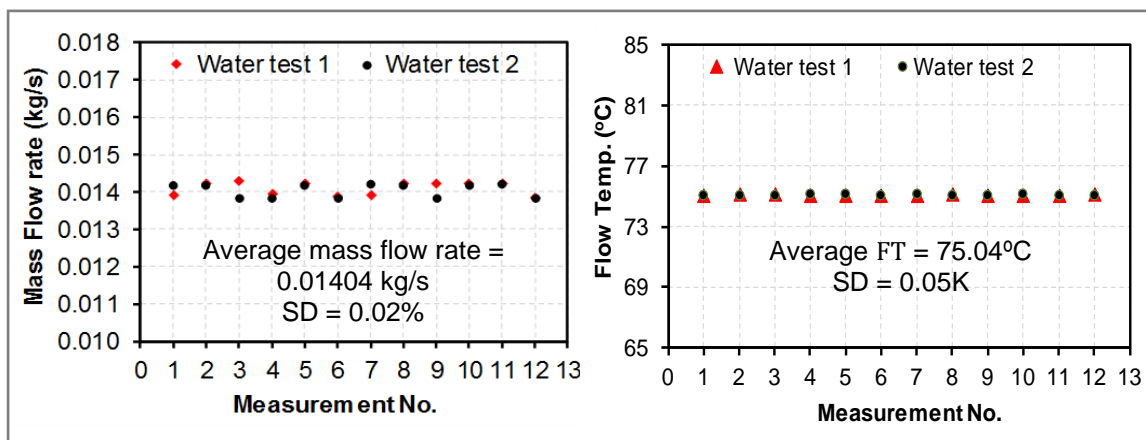 Mass Flow rate (kg/s)
0.018
0.017
0.016
0.015
0.014
0.013
0.012
0.011
0.010
Water test 1
Water test 2
Average mass flow rate =
0.01404 kg/s
SD = 0.02%
0 1 2 3 4 5 6 7 8 9 10 11 12 13
Measurement No.
Flow Temp. (ºC)
85
81
77
73
69
65
Water test 1
Water test 2
Average FT = 75.04ºC
SD = 0.05K
0 1 2 3 4 5 6 7 8 9 10 11 12 13
Measurement No.